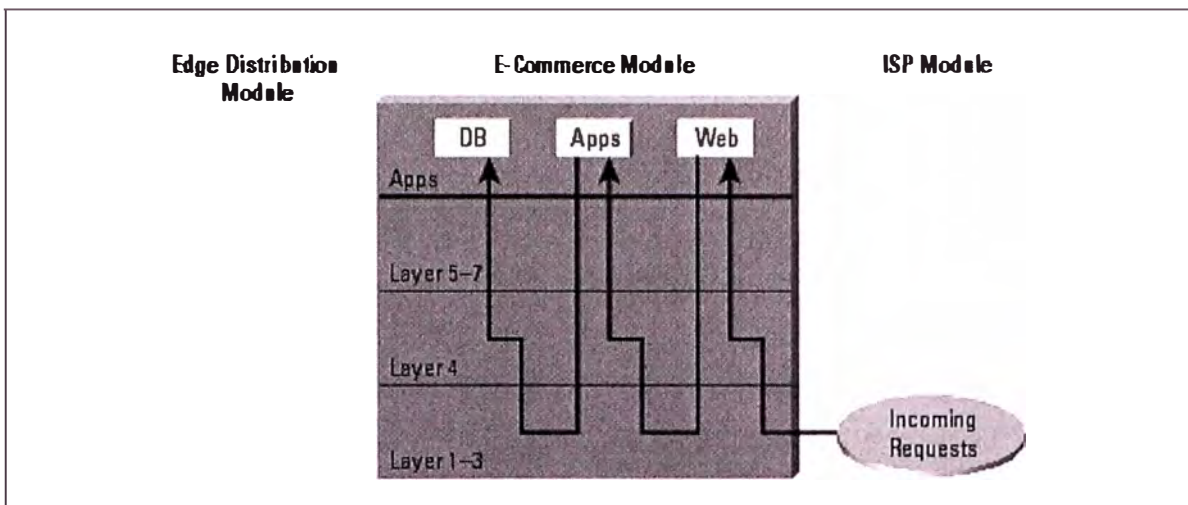 Edge Distribution
Module
E-Commerce Module
ISP Module
DB
Apps
Web
Apps
Layer 5–7
Layer 4
Layer 1–3
Incoming
Requests